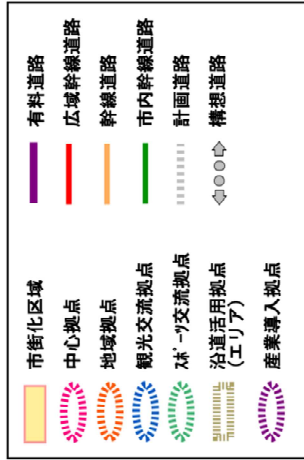 市街化区域
中心拠点
地域拠点
観光交流拠点
スポーツ交流拠点
沿道活用拠点
(エリア)
産業導入拠点
有料道路
広域幹線道路
幹線道路
市内幹線道路
計画道路
構想道路